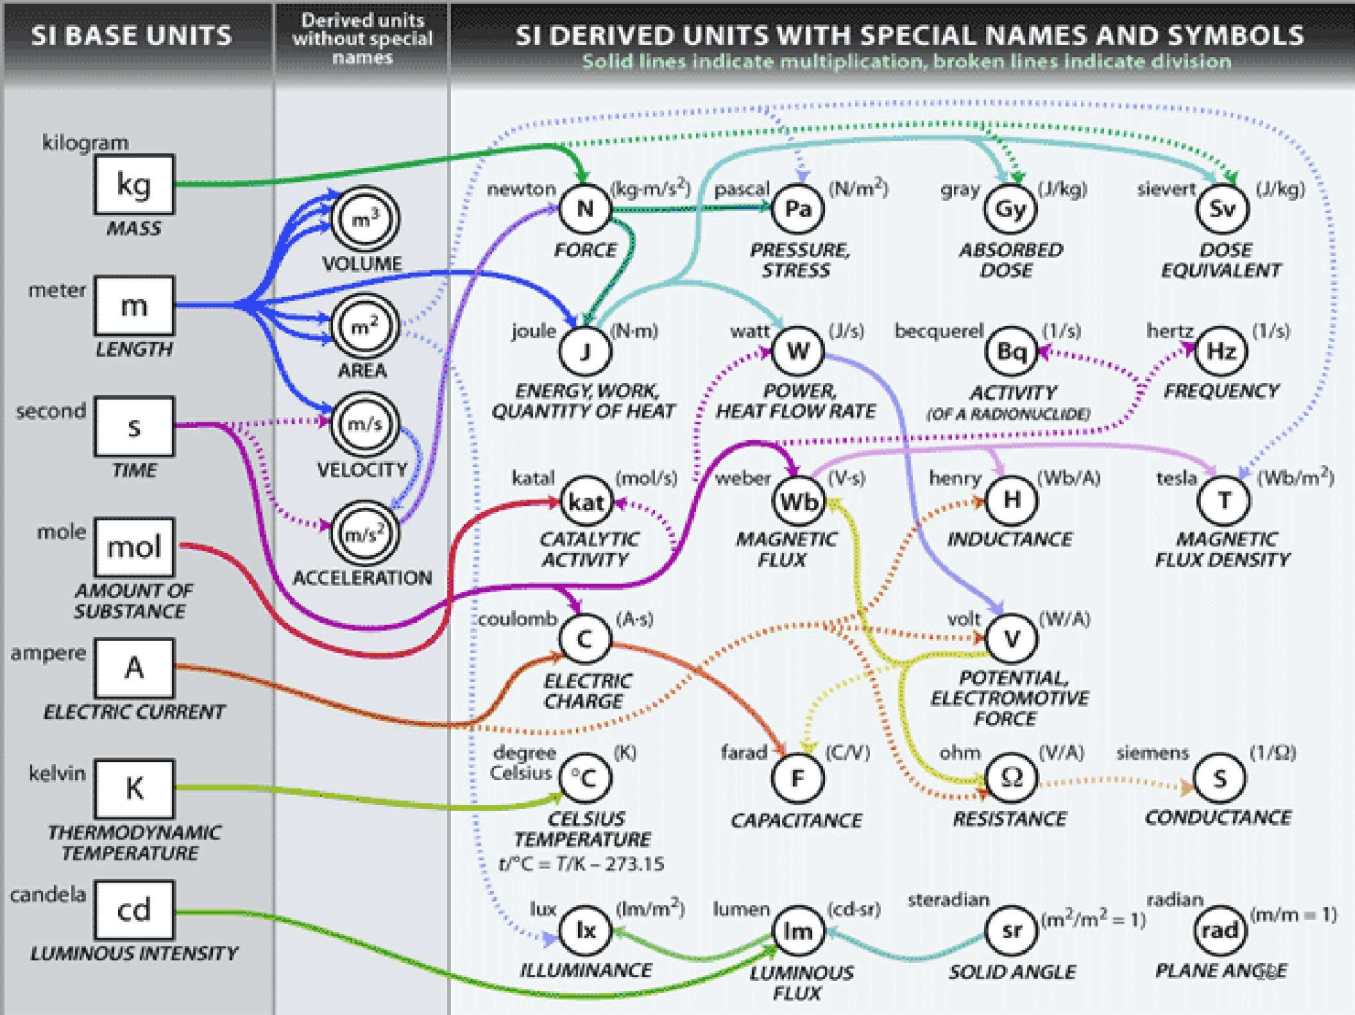 SI BASE UNITS
Derived units
without special
names
SI DERIVED UNITS WITH SPECIAL NAMES AND SYMBOLS
Solid lines indicate multiplication, broken lines indicate division
kilogram
kg
MASS
meter
m
LENGTH
second
s
TIME
mole
mol
AMOUNT OF
SUBSTANCE
ampere
A
ELECTRIC CURRENT
kelvin
K
THERMODYNAMIC
TEMPERATURE
candela
cd
LUMINOUS INTENSITY
m³
VOLUME
m²
AREA
m/s
VELOCITY
m/s²
ACCELERATION
newton
N
(kg·m/s²)
FORCE
pascal
Pa
(N/m²)
PRESSURE,
STRESS
gray
Gy
(J/kg)
ABSORBED
DOSE
sievert
Sv
(J/kg)
DOSE
EQUIVALENT
joule
J
(N·m)
ENERGY, WORK,
QUANTITY OF HEAT
watt
W
(J/s)
POWER,
HEAT FLOW RATE
becquerel
Bq
(1/s)
ACTIVITY
(OF A RADIONUCLIDE)
hertz
Hz
(1/s)
FREQUENCY
katal
kat
(mol/s)
CATALYTIC
ACTIVITY
weber
Wb
(V·s)
MAGNETIC
FLUX
henry
H
(Wb/A)
INDUCTANCE
tesla
T
(Wb/m²)
MAGNETIC
FLUX DENSITY
coulomb
C
(A·s)
ELECTRIC
CHARGE
volt
V
(W/A)
POTENTIAL,
ELECTROMOTIVE
FORCE
degree
Celsius
°C
(K)
CELSIUS
TEMPERATURE
t/°C = T/K – 273.15
farad
F
(C/V)
CAPACITANCE
ohm
Ω
(V/A)
RESISTANCE
siemens
S
(1/Ω)
CONDUCTANCE
lux
lx
(lm/m²)
ILLUMINANCE
lumen
lm
(cd·sr)
LUMINOUS
FLUX
steradian
sr
(m²/m² = 1)
SOLID ANGLE
radian
rad
(m/m = 1)
PLANE ANGLE